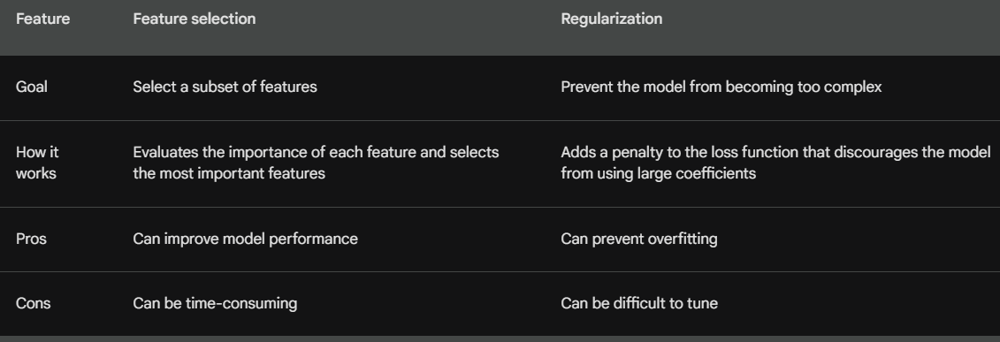 Feature Feature selection Regularization
Goal Select a subset of features Prevent the model from becoming too complex
How it works Evaluates the importance of each feature and selects the most important features Adds a penalty to the loss function that discourages the model from using large coefficients
Pros Can improve model performance Can prevent overfitting
Cons Can be time-consuming Can be difficult to tune